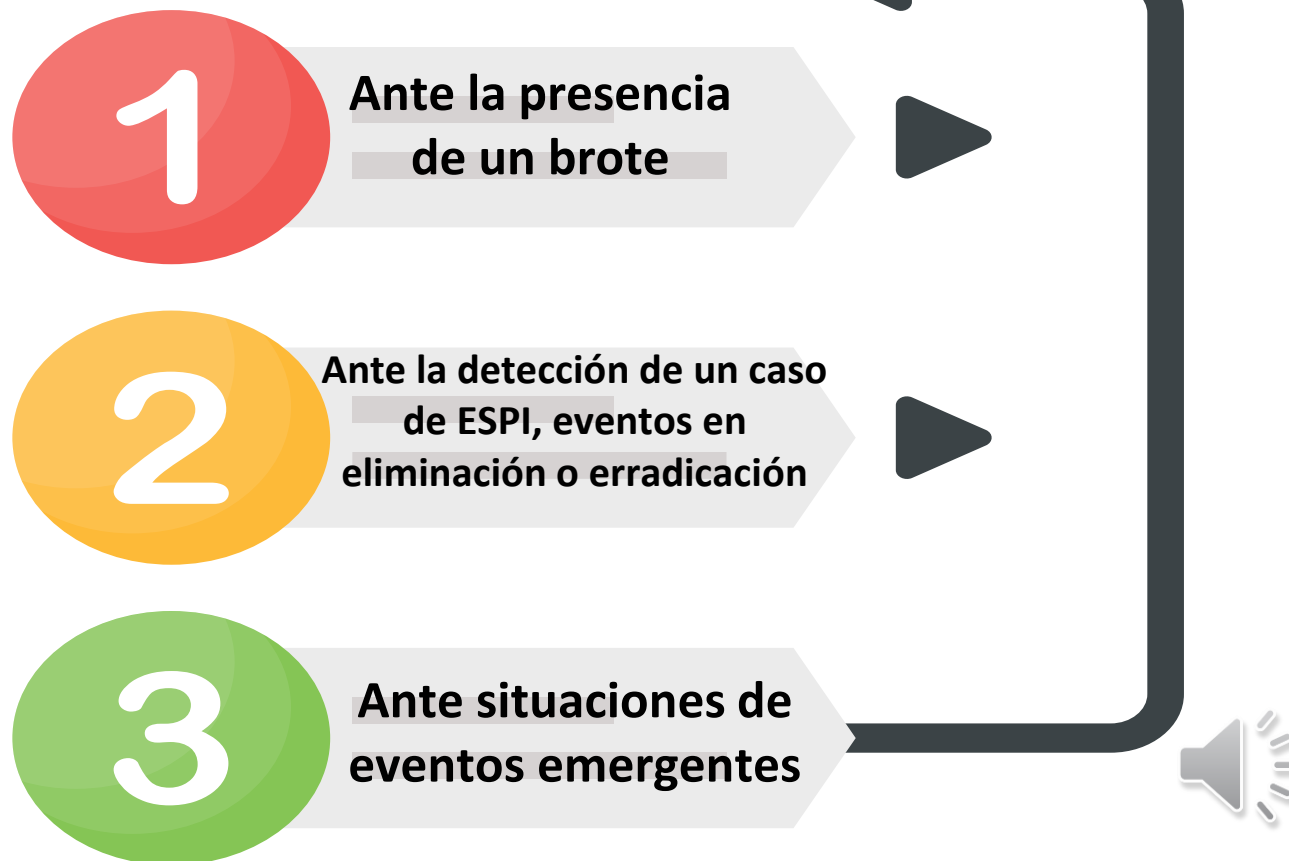 1
Ante la presencia
de un brote
2
Ante la detección de un caso
de ESPI, eventos en
eliminación o erradicación
3
Ante situaciones de
eventos emergentes